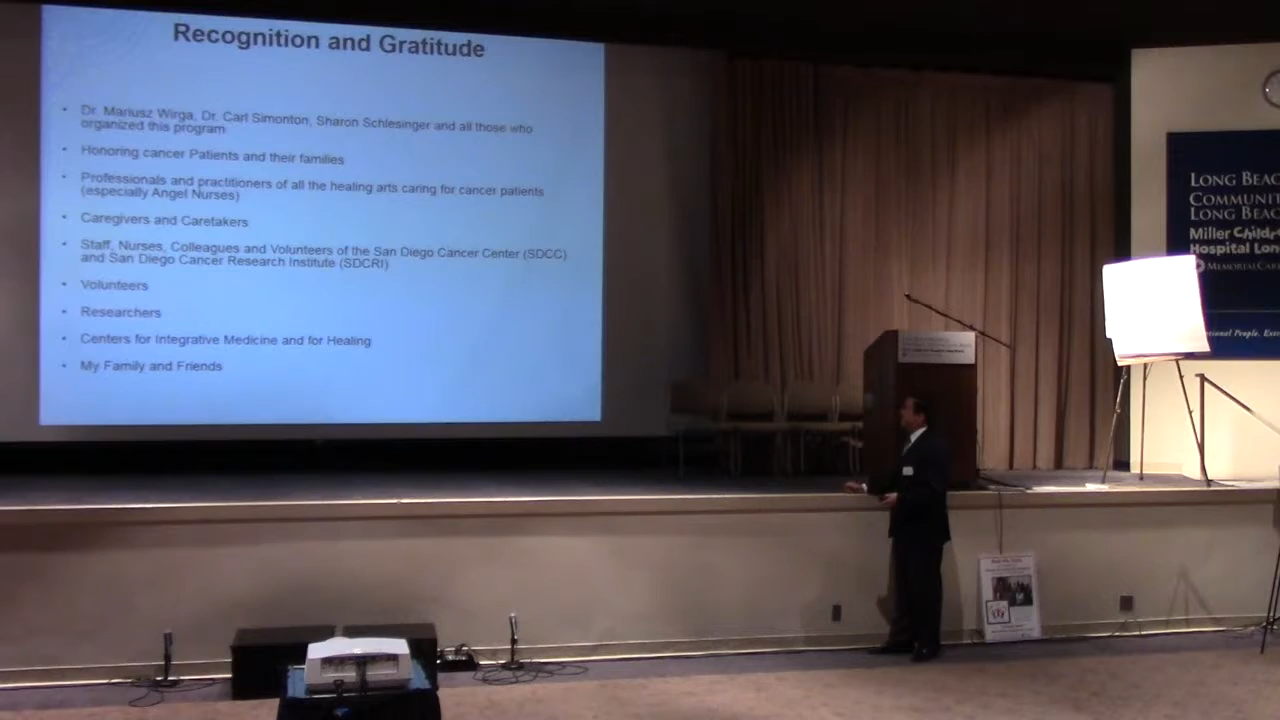 Recognition and Gratitude
• Dr. Mariusz Wirga, Dr. Carl Simonton, Sharon Schlesinger and all those who
organized this program
• Honoring cancer Patients and their families
• Professionals and practitioners of all the healing arts caring for cancer patients
(especially Angel Nurses)
• Caregivers and Caretakers
• Staff, Nurses, Colleagues and Volunteers of the San Diego Cancer Center (SDCC)
and San Diego Cancer Research Institute (SDCRI)
• Volunteers
• Researchers
• Centers for Integrative Medicine and for Healing
• My Family and Friends
LONG BEAC
COMMUNIT
LONG BEAC
Miller Childre
Hospital Lon
MEMORIALCAR